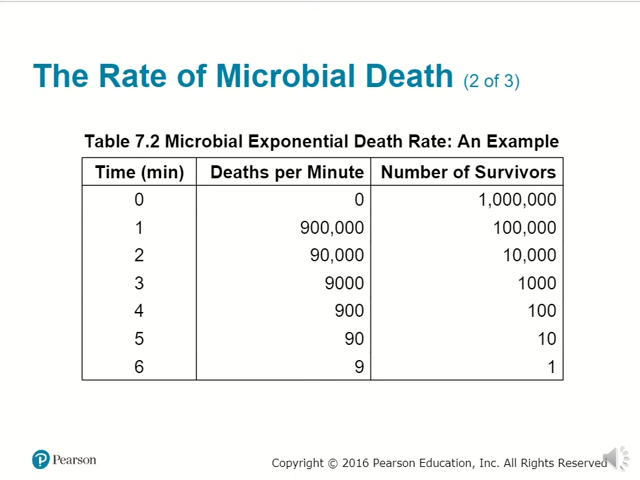 The Rate of Microbial Death (2 of 3)
Table 7.2 Microbial Exponential Death Rate: An Example
Time (min) Deaths per Minute Number of Survivors
0 0 1,000,000
1 900,000 100,000
2 90,000 10,000
3 9000 1000
4 900 100
5 90 10
6 9 1
Pearson
Copyright © 2016 Pearson Education, Inc. All Rights Reserved